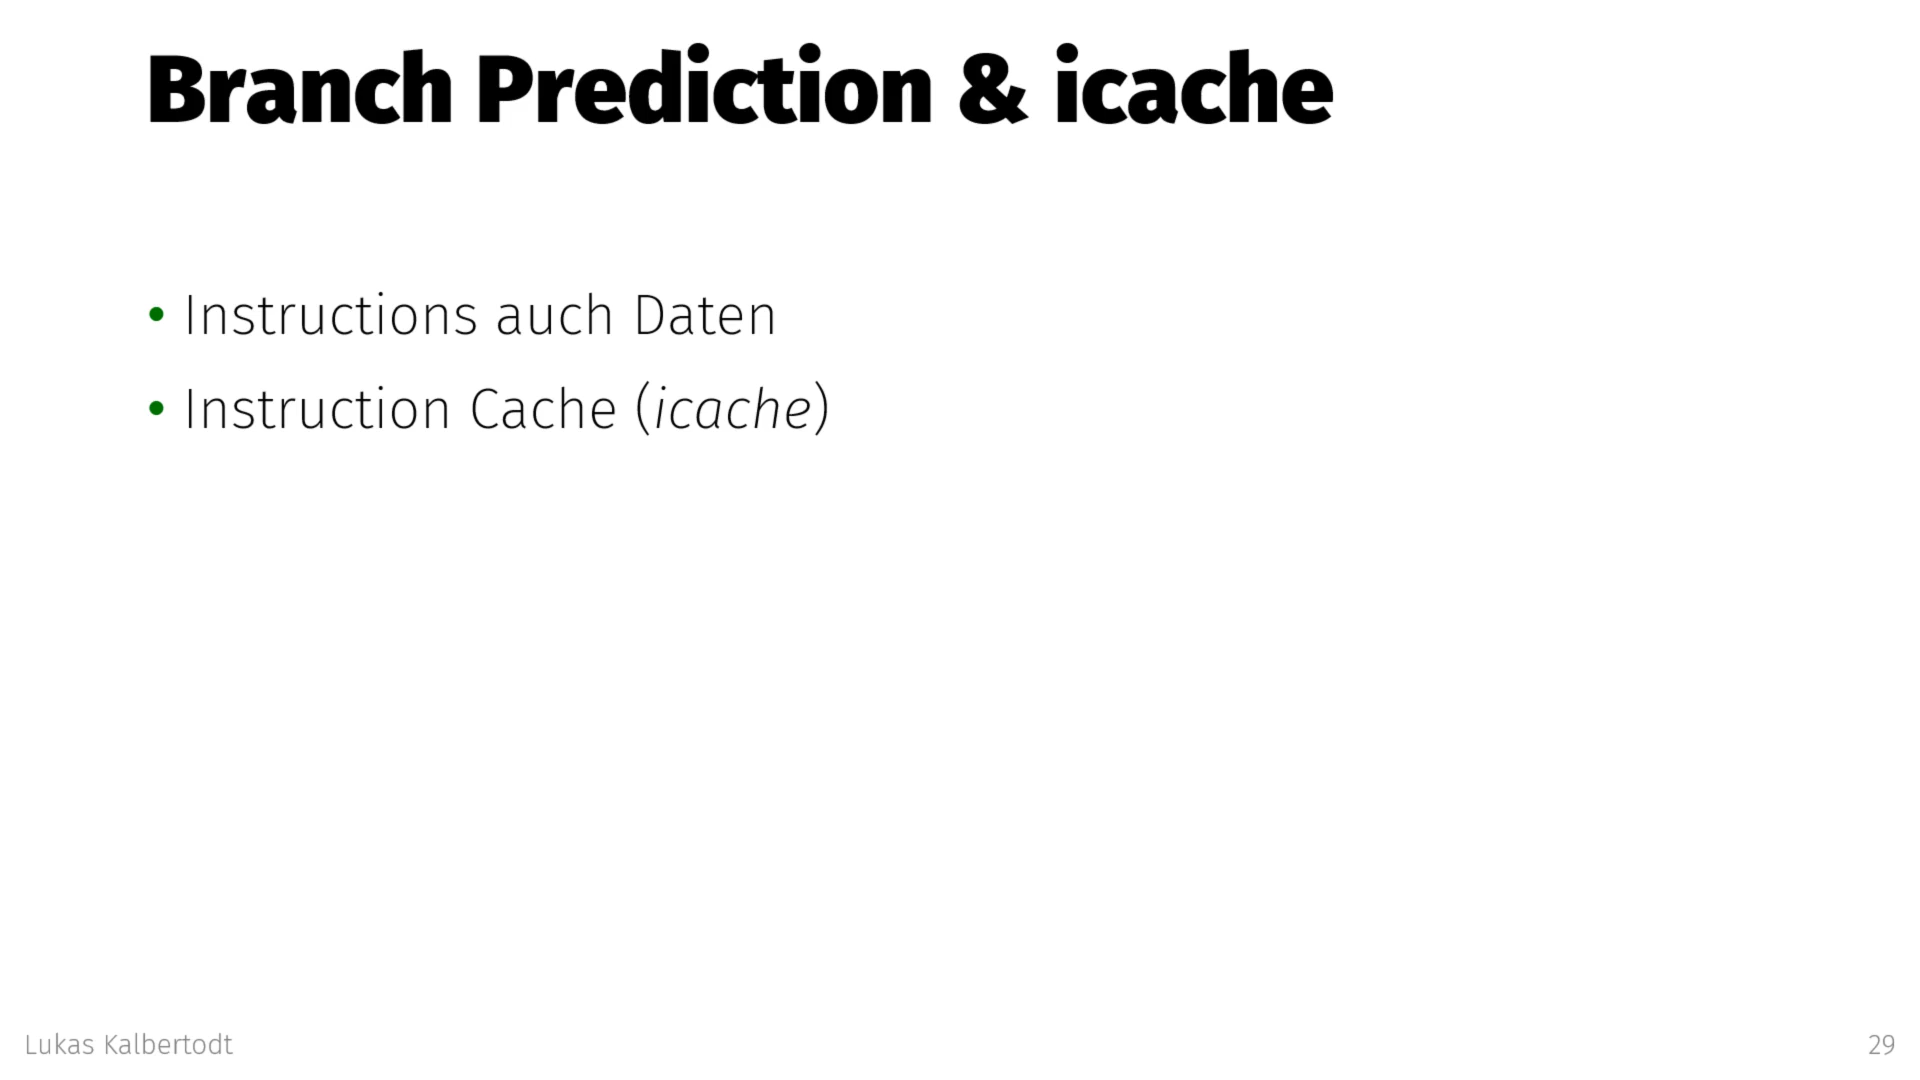 Branch Prediction & icache
• Instructions auch Daten
• Instruction Cache (icache)
Lukas Kalbertodt
29